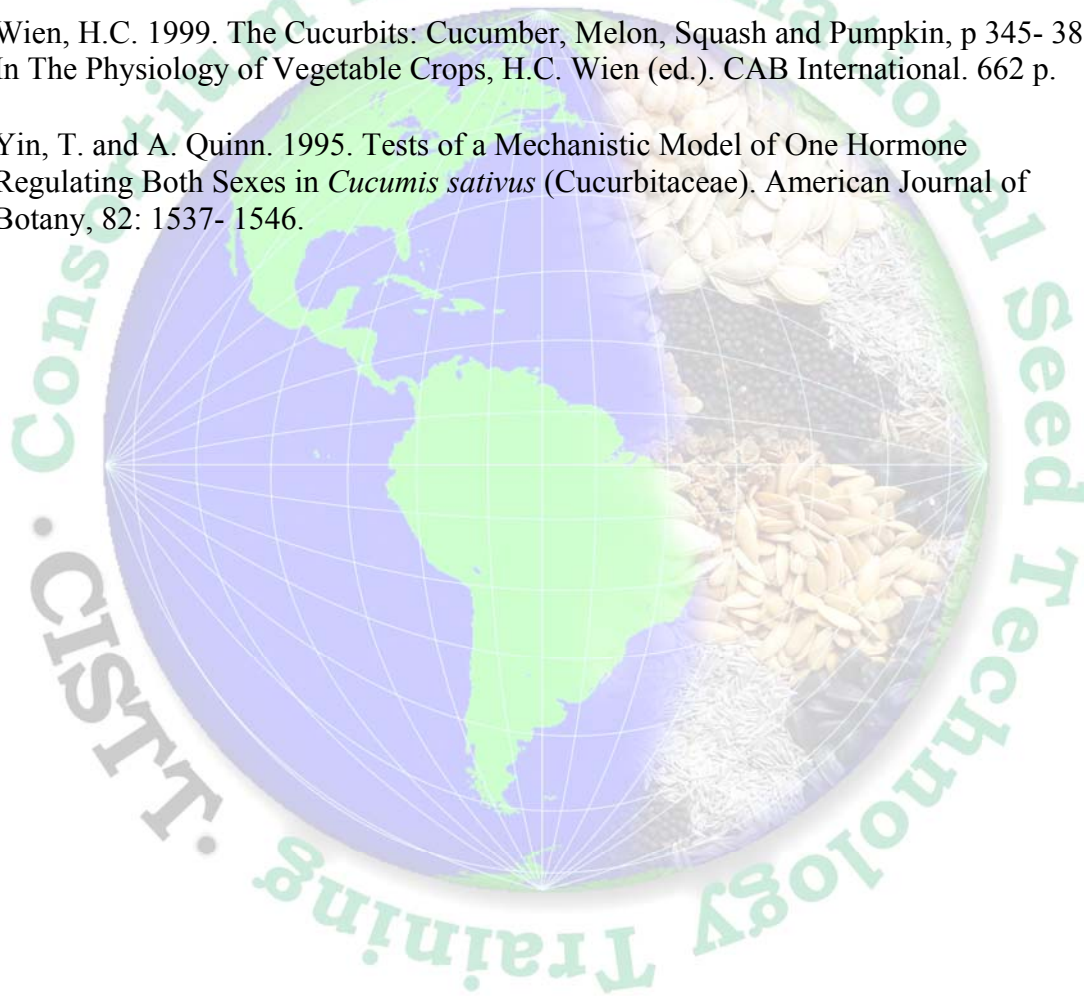 Wien, H.C. 1999. The Cucurbits: Cucumber, Melon, Squash and Pumpkin, p 345- 38
In The Physiology of Vegetable Crops, H.C. Wien (ed.). CAB International. 662 p.
Yin, T. and A. Quinn. 1995. Tests of a Mechanistic Model of One Hormone
Regulating Both Sexes in Cucumis sativus (Cucurbitaceae). American Journal of
Botany, 82: 1537- 1546.
Consortium national Seed Technology Training · CISTT ·